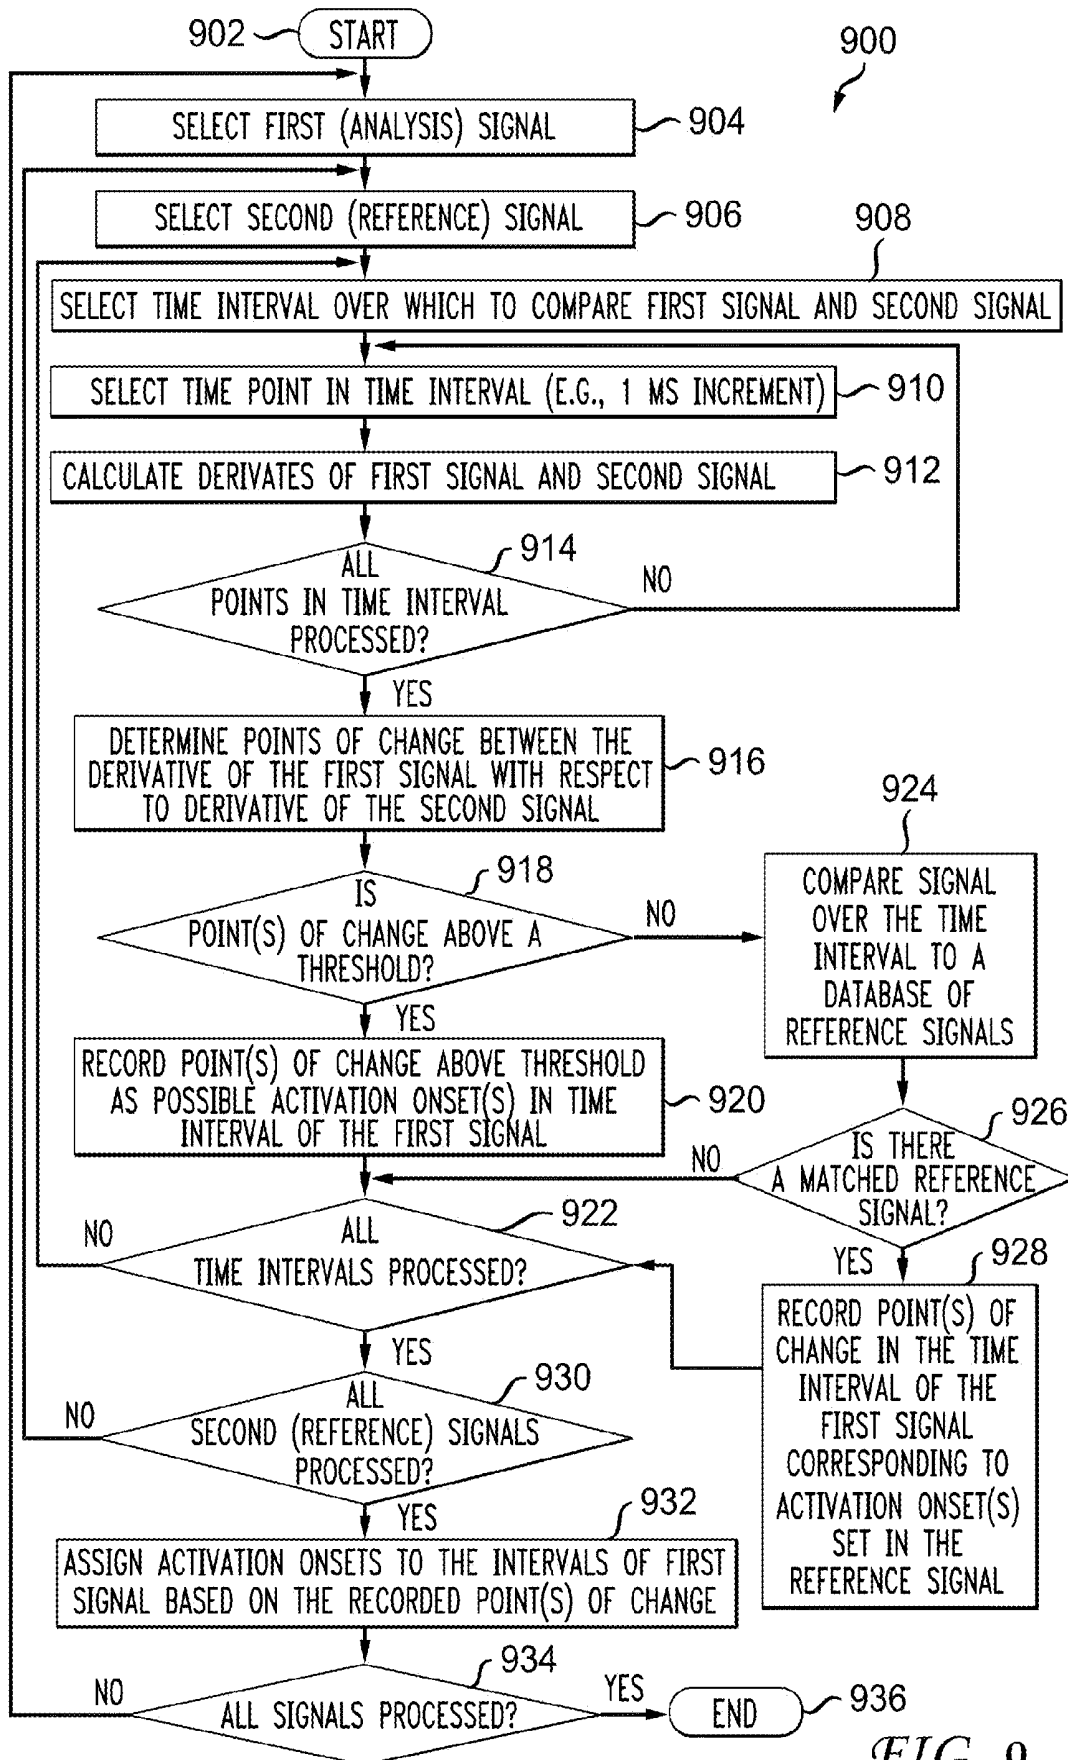 902
START
900
SELECT FIRST (ANALYSIS) SIGNAL
904
SELECT SECOND (REFERENCE) SIGNAL
906
908
SELECT TIME INTERVAL OVER WHICH TO COMPARE FIRST SIGNAL AND SECOND SIGNAL
SELECT TIME POINT IN TIME INTERVAL (E.G., 1 MS INCREMENT)
910
CALCULATE DERIVATES OF FIRST SIGNAL AND SECOND SIGNAL
912
914
ALL
POINTS IN TIME INTERVAL
PROCESSED?
NO
YES
DETERMINE POINTS OF CHANGE BETWEEN THE
DERIVATIVE OF THE FIRST SIGNAL WITH RESPECT
TO DERIVATIVE OF THE SECOND SIGNAL
916
918
IS
POINT(S) OF CHANGE ABOVE A
THRESHOLD?
NO
YES
924
COMPARE SIGNAL
OVER THE TIME
INTERVAL TO A
DATABASE OF
REFERENCE SIGNALS
RECORD POINT(S) OF CHANGE ABOVE THRESHOLD
AS POSSIBLE ACTIVATION ONSET(S) IN TIME
INTERVAL OF THE FIRST SIGNAL
920
926
IS THERE
A MATCHED REFERENCE
SIGNAL?
NO
YES
922
ALL
TIME INTERVALS PROCESSED?
NO
YES
928
RECORD POINT(S) OF
CHANGE IN THE TIME
INTERVAL OF THE
FIRST SIGNAL
CORRESPONDING TO
ACTIVATION ONSET(S)
SET IN THE
REFERENCE SIGNAL
930
ALL
SECOND (REFERENCE) SIGNALS
PROCESSED?
NO
YES
932
ASSIGN ACTIVATION ONSETS TO THE INTERVALS OF FIRST
SIGNAL BASED ON THE RECORDED POINT(S) OF CHANGE
934
ALL SIGNALS PROCESSED?
NO
YES
END
936
FIG. 9